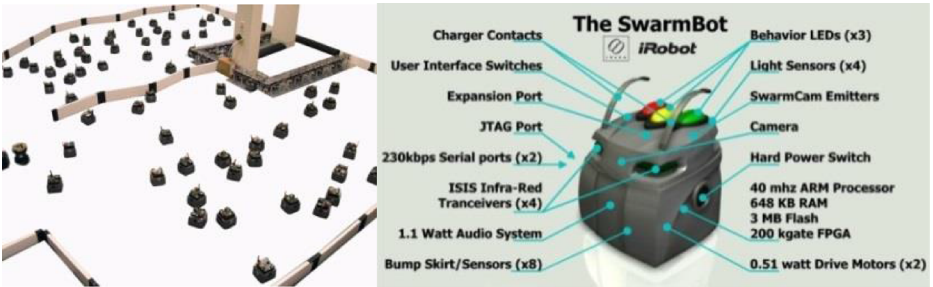 The SwarmBot
iRobot
Charger Contacts
User Interface Switches
Expansion Port
JTAG Port
230kbps Serial ports (x2)
ISIS Infra-Red
Tranceivers (x4)
1.1 Watt Audio System
Bump Skirt/Sensors (x8)
Behavior LEDs (x3)
Light Sensors (x4)
SwarmCam Emitters
Camera
Hard Power Switch
40 mhz ARM Processor
648 KB RAM
3 MB Flash
200 kgate FPGA
0.51 watt Drive Motors (x2)